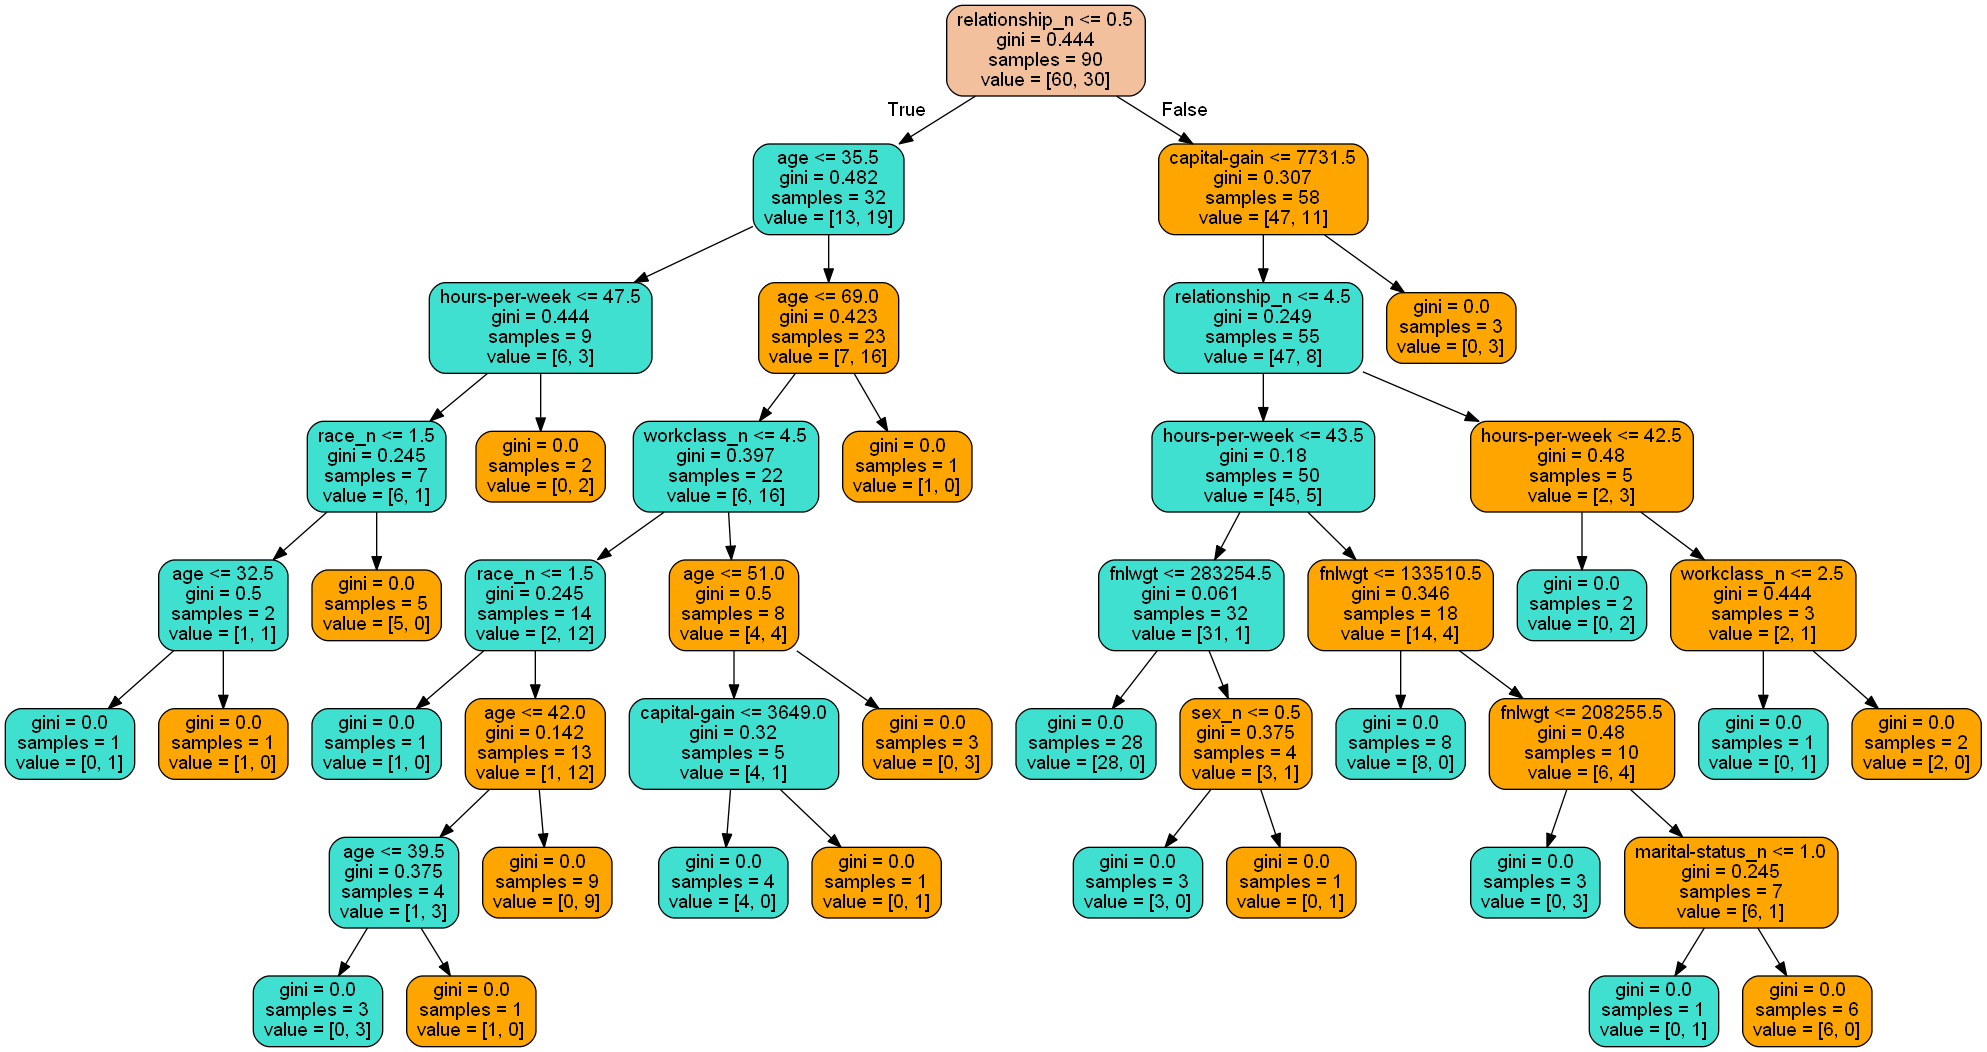 relationship_n <= 0.5
gini = 0.444
samples = 90
value = [60, 30]
True
False
age <= 35.5
gini = 0.482
samples = 32
value = [13, 19]
capital-gain <= 7731.5
gini = 0.307
samples = 58
value = [47, 11]
hours-per-week <= 47.5
gini = 0.444
samples = 9
value = [6, 3]
age <= 69.0
gini = 0.423
samples = 23
value = [7, 16]
relationship_n <= 4.5
gini = 0.249
samples = 55
value = [47, 8]
gini = 0.0
samples = 3
value = [0, 3]
race_n <= 1.5
gini = 0.245
samples = 7
value = [6, 1]
gini = 0.0
samples = 2
value = [0, 2]
workclass_n <= 4.5
gini = 0.397
samples = 22
value = [6, 16]
gini = 0.0
samples = 1
value = [1, 0]
hours-per-week <= 43.5
gini = 0.18
samples = 50
value = [45, 5]
hours-per-week <= 42.5
gini = 0.48
samples = 5
value = [2, 3]
age <= 32.5
gini = 0.5
samples = 2
value = [1, 1]
gini = 0.0
samples = 5
value = [5, 0]
race_n <= 1.5
gini = 0.245
samples = 14
value = [2, 12]
age <= 51.0
gini = 0.5
samples = 8
value = [4, 4]
fnlwgt <= 283254.5
gini = 0.061
samples = 32
value = [31, 1]
fnlwgt <= 133510.5
gini = 0.346
samples = 18
value = [14, 4]
gini = 0.0
samples = 2
value = [0, 2]
workclass_n <= 2.5
gini = 0.444
samples = 3
value = [2, 1]
gini = 0.0
samples = 1
value = [0, 1]
gini = 0.0
samples = 1
value = [1, 0]
gini = 0.0
samples = 1
value = [1, 0]
age <= 42.0
gini = 0.142
samples = 13
value = [1, 12]
capital-gain <= 3649.0
gini = 0.32
samples = 5
value = [4, 1]
gini = 0.0
samples = 3
value = [0, 3]
gini = 0.0
samples = 28
value = [28, 0]
sex_n <= 0.5
gini = 0.375
samples = 4
value = [3, 1]
gini = 0.0
samples = 8
value = [8, 0]
fnlwgt <= 208255.5
gini = 0.48
samples = 10
value = [6, 4]
gini = 0.0
samples = 1
value = [0, 1]
gini = 0.0
samples = 2
value = [2, 0]
age <= 39.5
gini = 0.375
samples = 4
value = [1, 3]
gini = 0.0
samples = 9
value = [0, 9]
gini = 0.0
samples = 4
value = [4, 0]
gini = 0.0
samples = 1
value = [0, 1]
gini = 0.0
samples = 3
value = [3, 0]
gini = 0.0
samples = 1
value = [0, 1]
gini = 0.0
samples = 3
value = [0, 3]
marital-status_n <= 1.0
gini = 0.245
samples = 7
value = [6, 1]
gini = 0.0
samples = 3
value = [0, 3]
gini = 0.0
samples = 1
value = [1, 0]
gini = 0.0
samples = 1
value = [0, 1]
gini = 0.0
samples = 6
value = [6, 0]